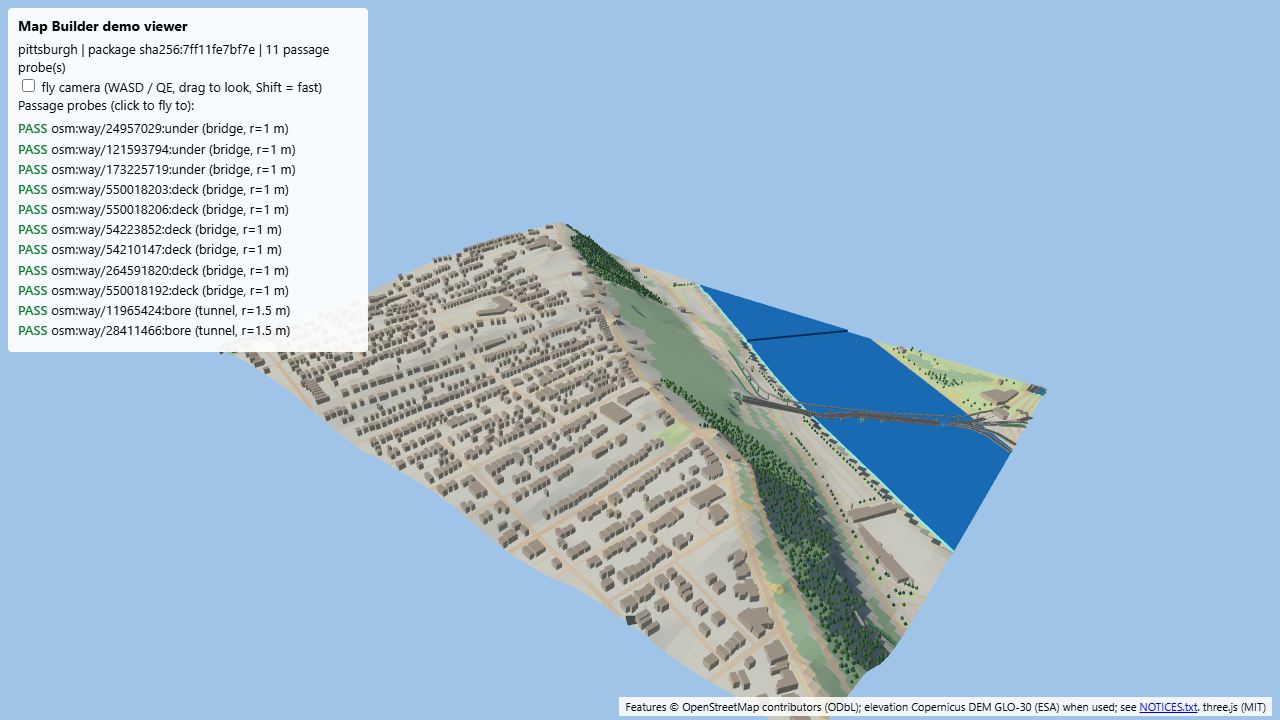 Map Builder demo viewer
pittsburgh | package sha256:7ff11fe7bf7e | 11 passage
probe(s)
fly camera (WASD / QE, drag to look, Shift = fast)
Passage probes (click to fly to):
PASS osm:way/24957029:under (bridge, r=1 m)
PASS osm:way/121593794:under (bridge, r=1 m)
PASS osm:way/173225719:under (bridge, r=1 m)
PASS osm:way/550018203:deck (bridge, r=1 m)
PASS osm:way/550018206:deck (bridge, r=1 m)
PASS osm:way/54223852:deck (bridge, r=1 m)
PASS osm:way/54210147:deck (bridge, r=1 m)
PASS osm:way/264591820:deck (bridge, r=1 m)
PASS osm:way/550018192:deck (bridge, r=1 m)
PASS osm:way/11965424:bore (tunnel, r=1.5 m)
PASS osm:way/28411466:bore (tunnel, r=1.5 m)
Features © OpenStreetMap contributors (ODbL); elevation Copernicus DEM GLO-30 (ESA) when used; see NOTICES.txt. three.js (MIT)